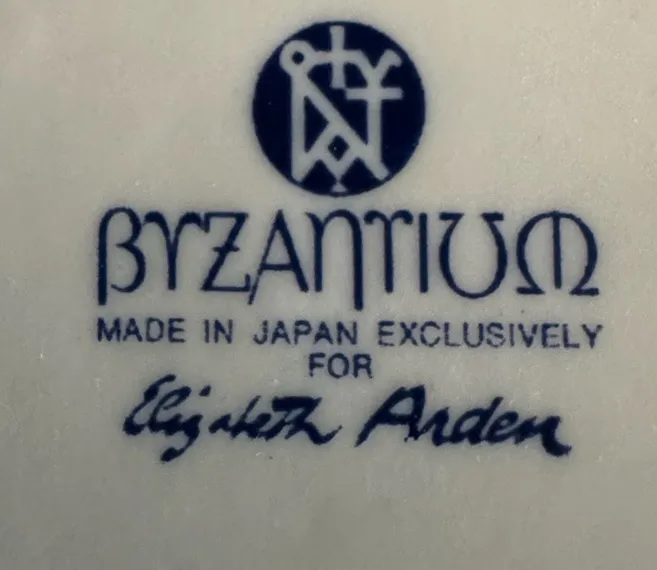 BYZANTIUM
MADE IN JAPAN EXCLUSIVELY
FOR
Elizabeth Arden